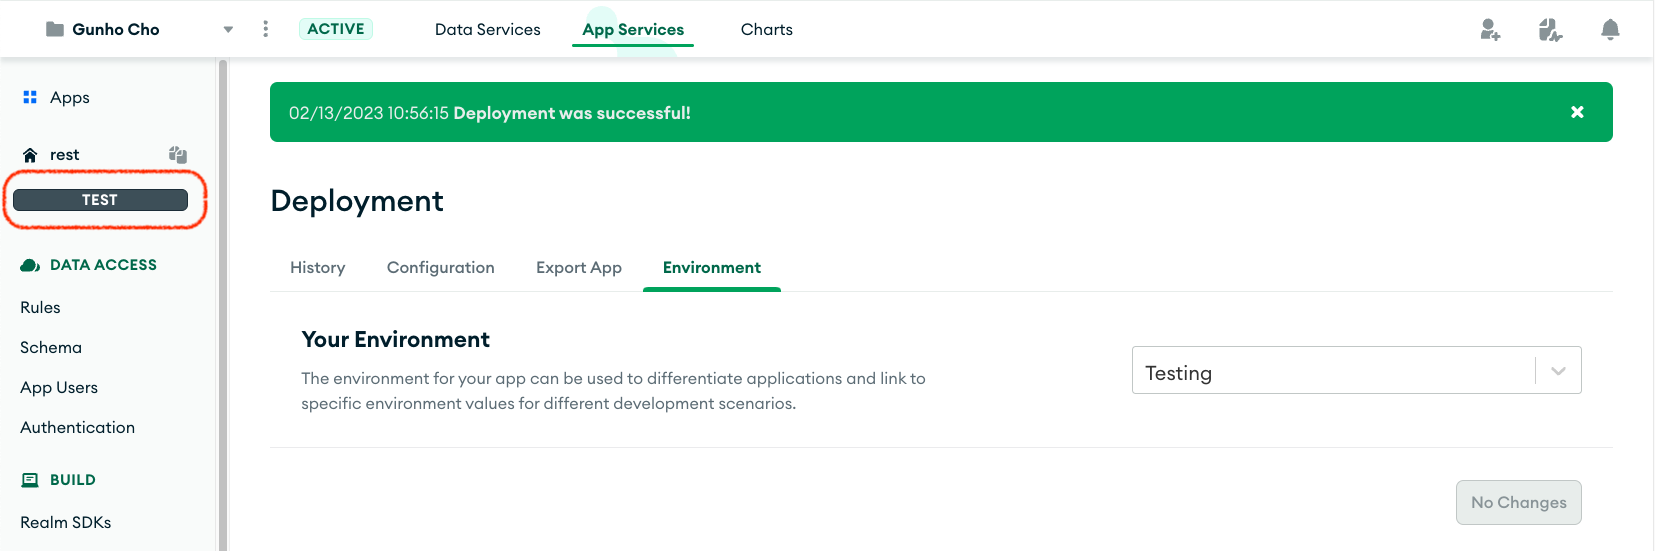 Gunho Cho
ACTIVE
Data Services
App Services
Charts
Apps
rest
TEST
DATA ACCESS
Rules
Schema
App Users
Authentication
BUILD
Realm SDKs
02/13/2023 10:56:15 Deployment was successful!
Deployment
History
Configuration
Export App
Environment
Your Environment
The environment for your app can be used to differentiate applications and link to
specific environment values for different development scenarios.
Testing
No Changes